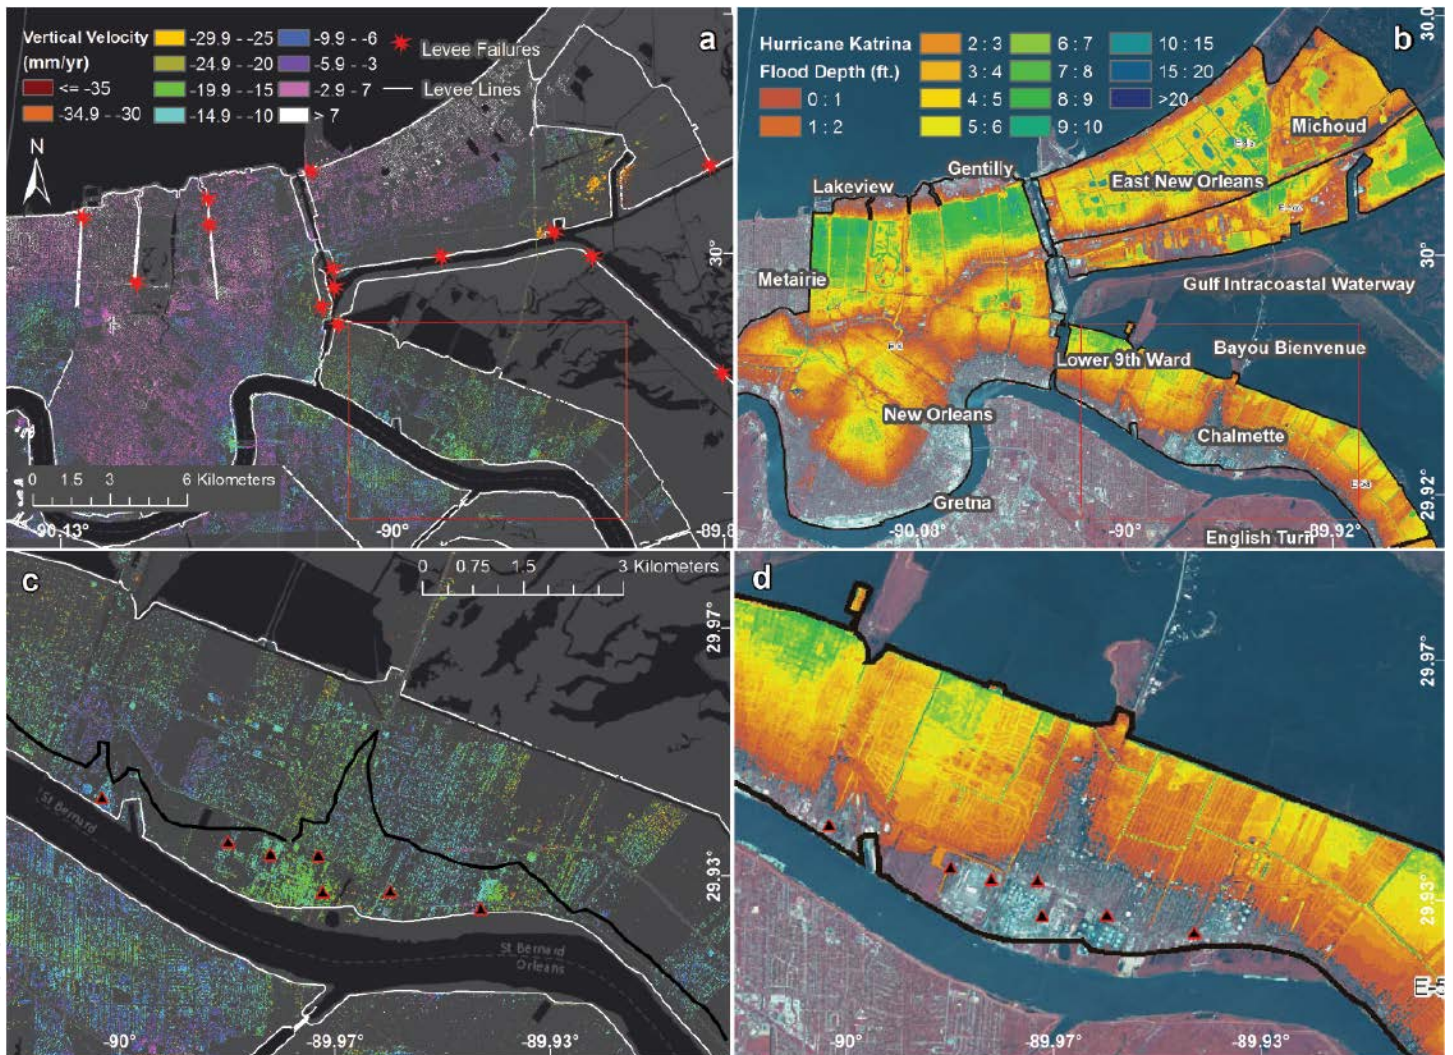 Vertical Velocity
(mm/yr)
<= -35
-34.9 - -30
-29.9 - -25
-24.9 - -20
-19.9 - -15
-14.9 - -10
-9.9 - -6
-5.9 - -3
-2.9 - 7
> 7
Levee Failures
Levee Lines
a
N
30°
0 1.5 3 6 Kilometers
-90.13°
-90°
-89.8
Hurricane Katrina
Flood Depth (ft.)
0 : 1
1 : 2
2 : 3
3 : 4
4 : 5
5 : 6
6 : 7
7 : 8
8 : 9
9 : 10
10 : 15
15 : 20
>20
b
30.0
Michoud
Gentilly
Lakeview
East New Orleans
Metairie
30°
Gulf Intracoastal Waterway
Lower 9th Ward
Bayou Bienvenue
New Orleans
Chalmette
Gretna
29.92
-90.08°
-90°
-89.92
English Turn
c
0 0.75 1.5 3 Kilometers
29.97°
29.93°
St Bernard
St Bernard
Orleans
-90°
-89.97°
-89.93°
d
29.97°
29.93°
-90°
-89.97°
-89.93°